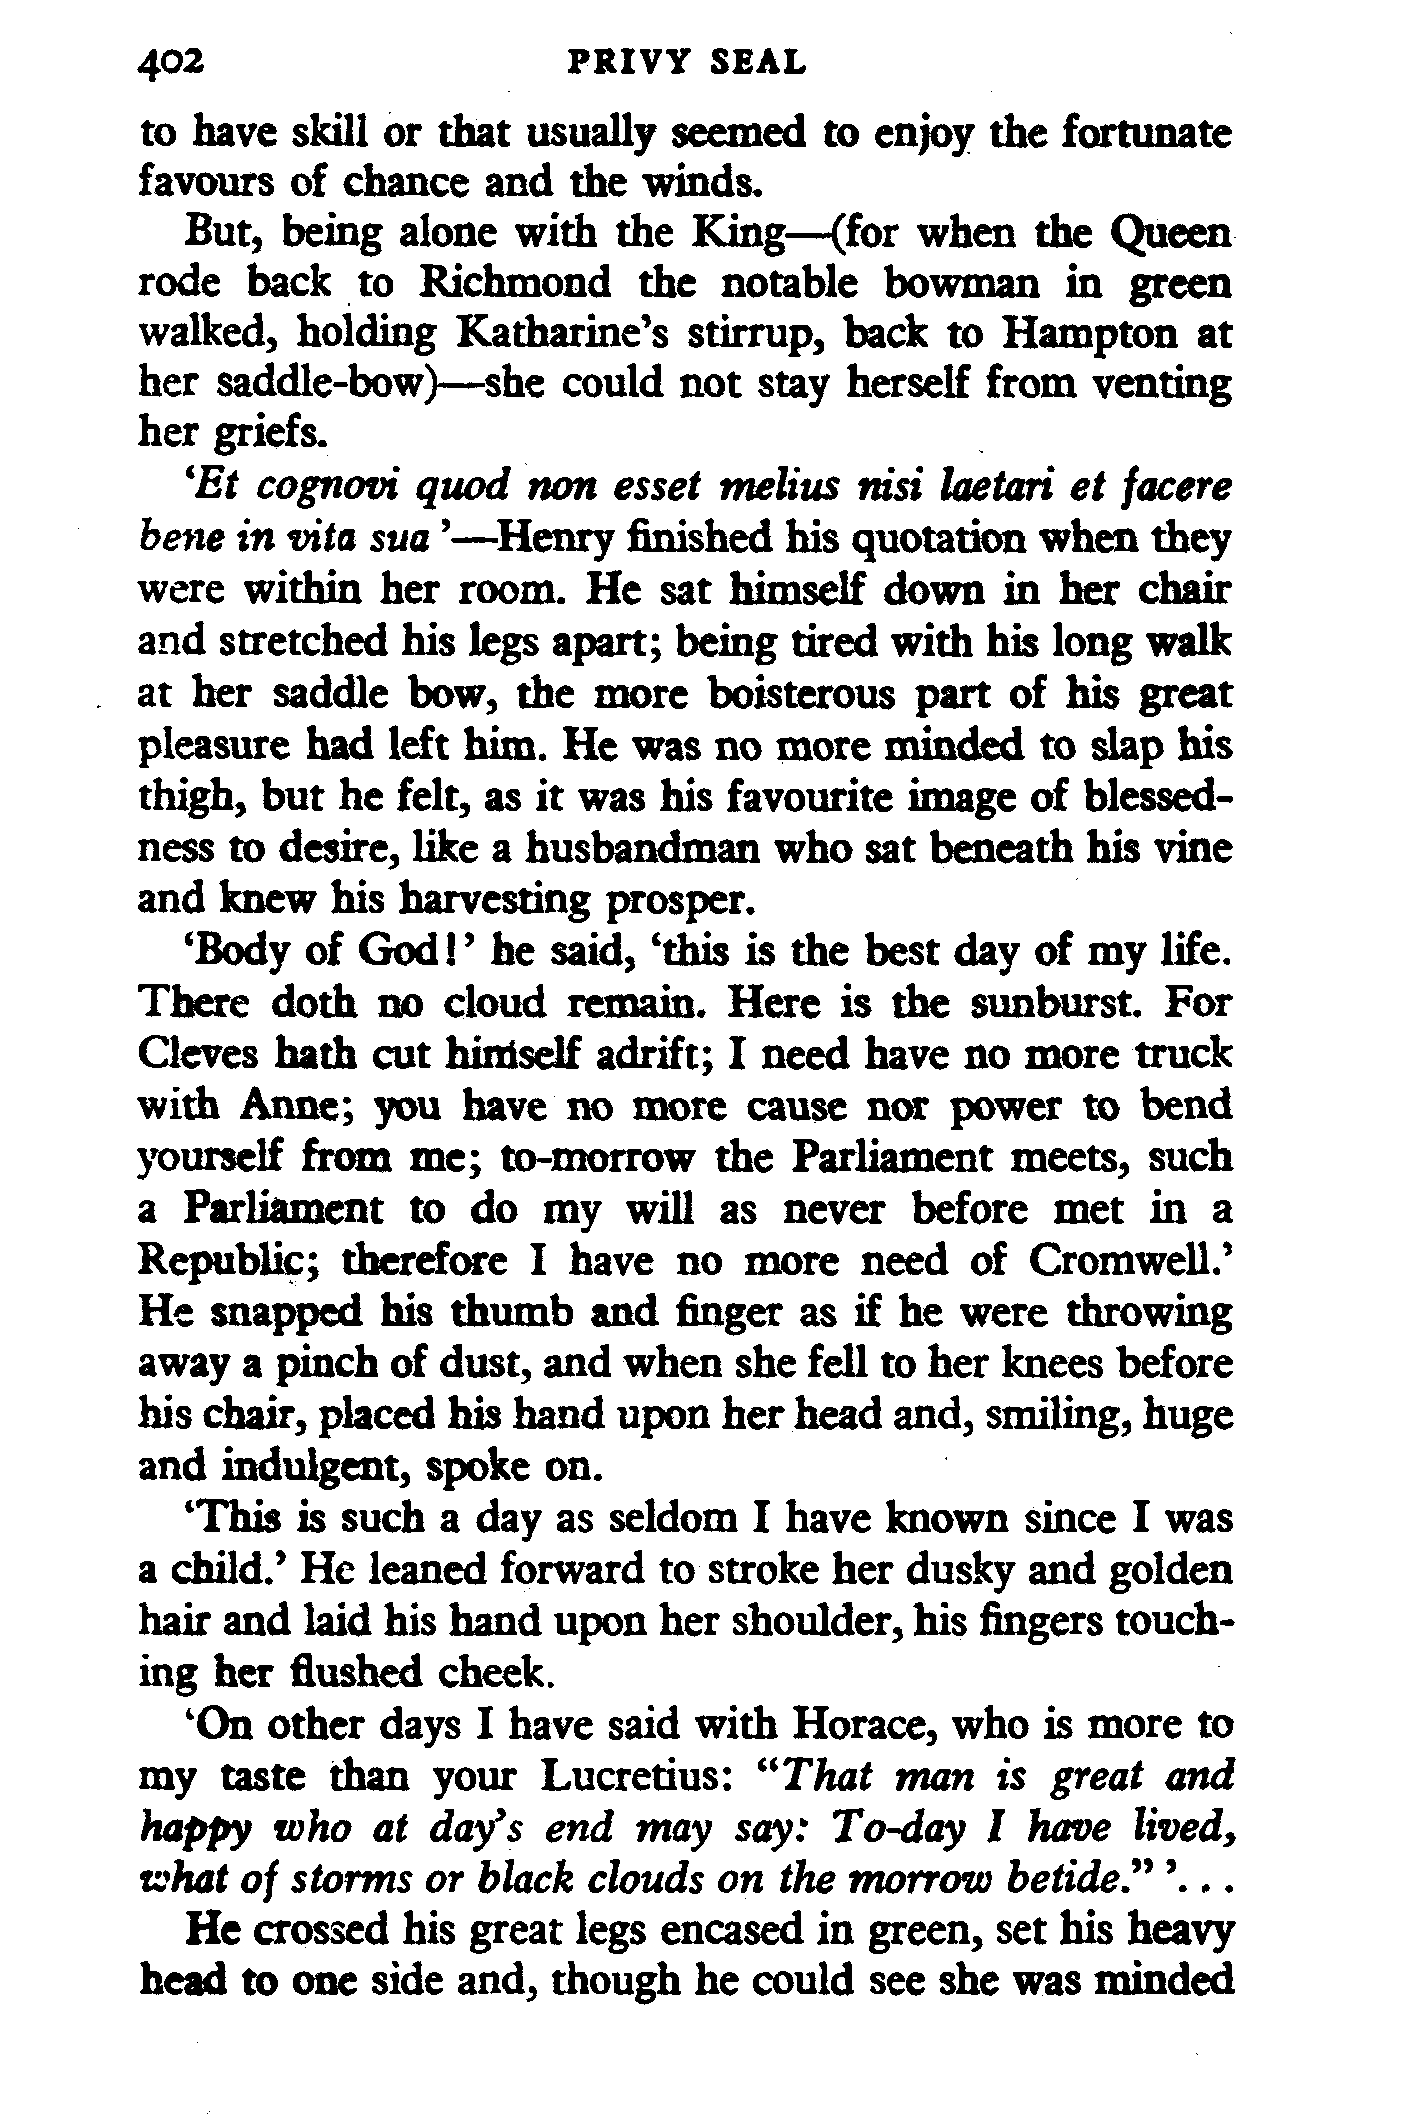 402 PRIVY SEAL
to have skill or that usually seemed to enjoy the fortunate
favours of chance and the winds.
But, being alone with the King—(for when the Queen
rode back to Richmond the notable bowman in green
walked, holding Katharine's stirrup, back to Hampton at
her saddle-bow)—she could not stay herself from venting
her griefs.
‘Et cognovi quod non esset melius nisi laetari et facere
bene in vita sua’—Henry finished his quotation when they
were within her room. He sat himself down in her chair
and stretched his legs apart; being tired with his long walk
at her saddle bow, the more boisterous part of his great
pleasure had left him. He was no more minded to slap his
thigh, but he felt, as it was his favourite image of blessed-
ness to desire, like a husbandman who sat beneath his vine
and knew his harvesting prosper.
‘Body of God!’ he said, ‘this is the best day of my life.
There doth no cloud remain. Here is the sunburst. For
Cleves hath cut himself adrift; I need have no more truck
with Anne; you have no more cause nor power to bend
yourself from me; to-morrow the Parliament meets, such
a Parliament to do my will as never before met in a
Republic; therefore I have no more need of Cromwell.’
He snapped his thumb and finger as if he were throwing
away a pinch of dust, and when she fell to her knees before
his chair, placed his hand upon her head and, smiling, huge
and indulgent, spoke on.
‘This is such a day as seldom I have known since I was
a child.’ He leaned forward to stroke her dusky and golden
hair and laid his hand upon her shoulder, his fingers touch-
ing her flushed cheek.
‘On other days I have said with Horace, who is more to
my taste than your Lucretius: “That man is great and
happy who at day's end may say: To-day I have lived,
what of storms or black clouds on the morrow betide.” ’. . .
He crossed his great legs encased in green, set his heavy
head to one side and, though he could see she was minded